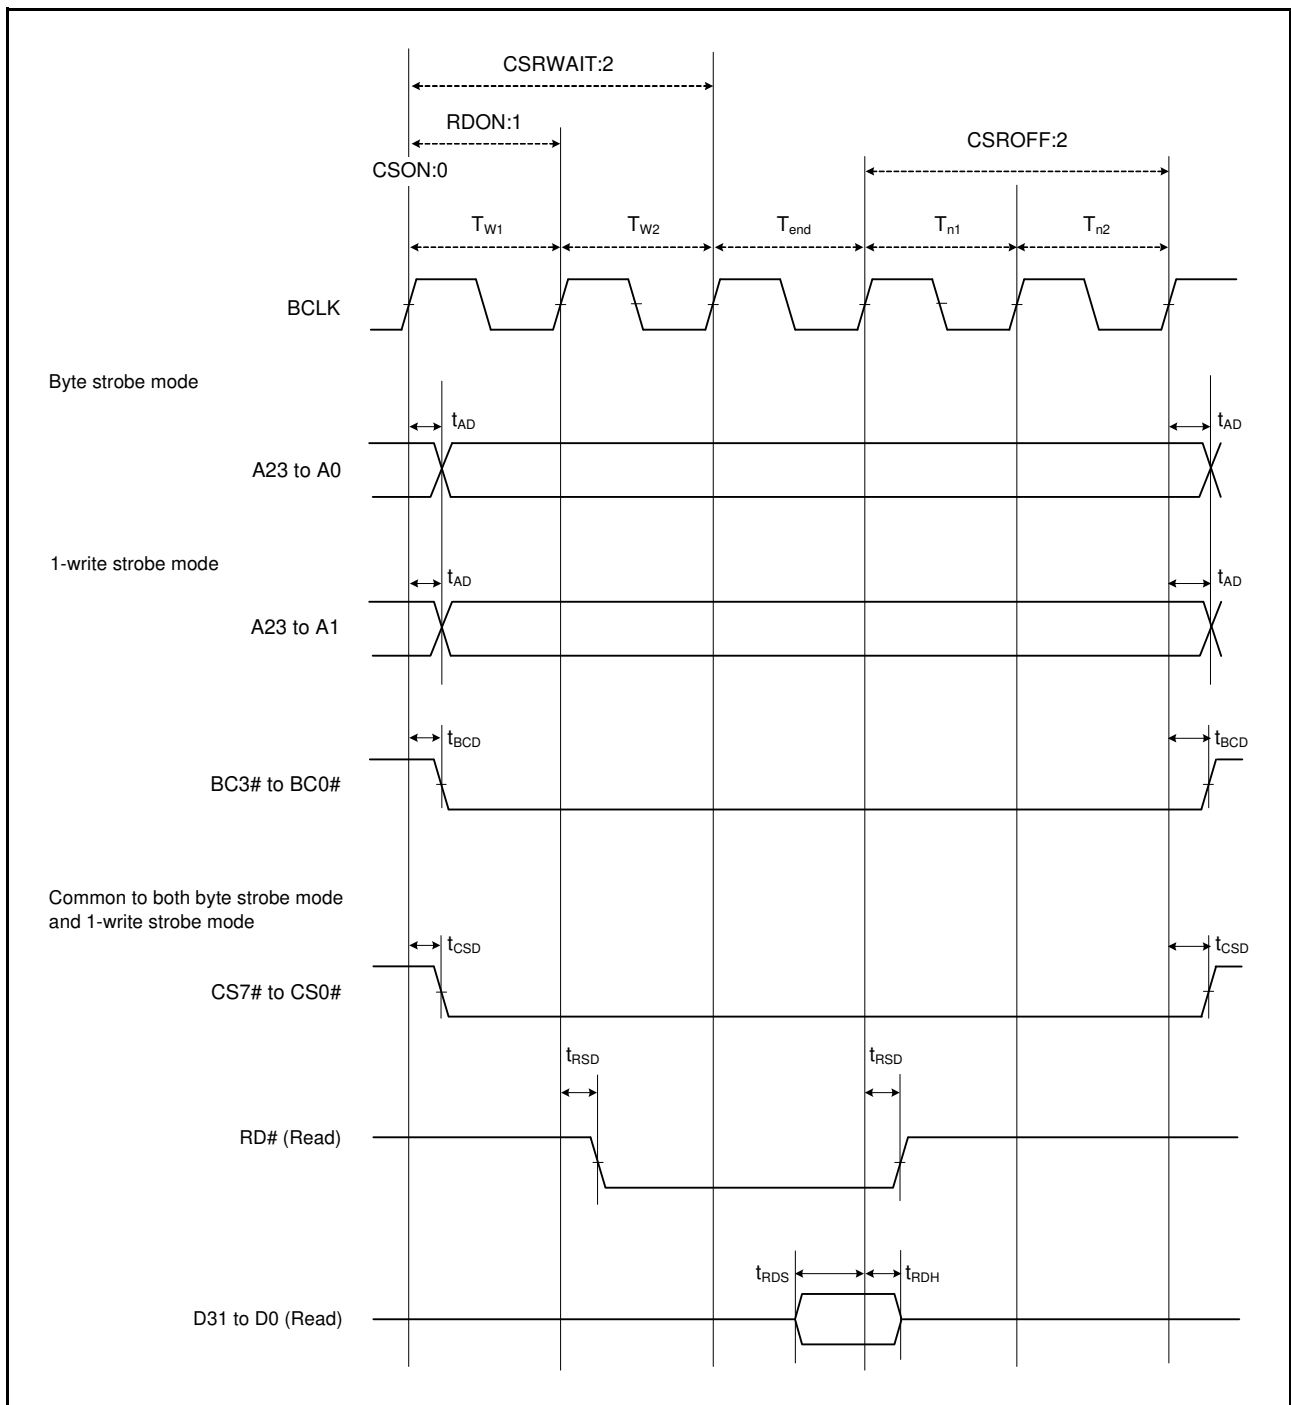 CSRWAIT:2
RDON:1
CSROFF:2
CSON:0
TW1 TW2 Tend Tn1 Tn2
BCLK
Byte strobe mode
tAD tAD
A23 to A0
1-write strobe mode
tAD tAD
A23 to A1
tBCD tBCD
BC3# to BC0#
Common to both byte strobe mode
and 1-write strobe mode
tCSD tCSD
CS7# to CS0#
tRSD tRSD
RD# (Read)
tRDS tRDH
D31 to D0 (Read)